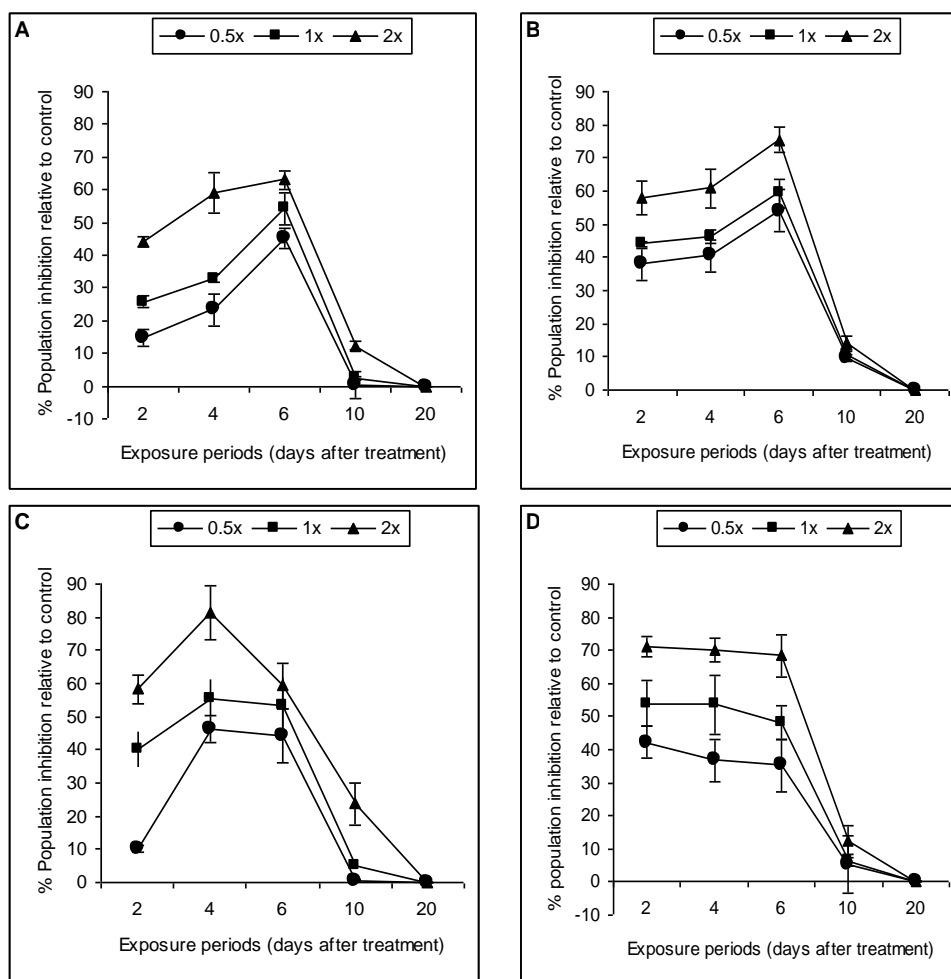 A
0.5x 1x 2x
% Population inhibition relative to control
90
80
70
60
50
40
30
20
10
0
-10
2 4 6 10 20
Exposure periods (days after treatment)
B
0.5x 1x 2x
% Population inhibition relative to control
90
80
70
60
50
40
30
20
10
0
2 4 6 10 20
Exposure periods (days after treatment)
C
0.5x 1x 2x
% Population inhibition relative to control
90
80
70
60
50
40
30
20
10
0
2 4 6 10 20
Exposure periods (days after treatment)
D
0.5x 1x 2x
% population inhibition relative to control
90
80
70
60
50
40
30
20
10
0
-10
2 4 6 10 20
Exposure periods (days after treatment)